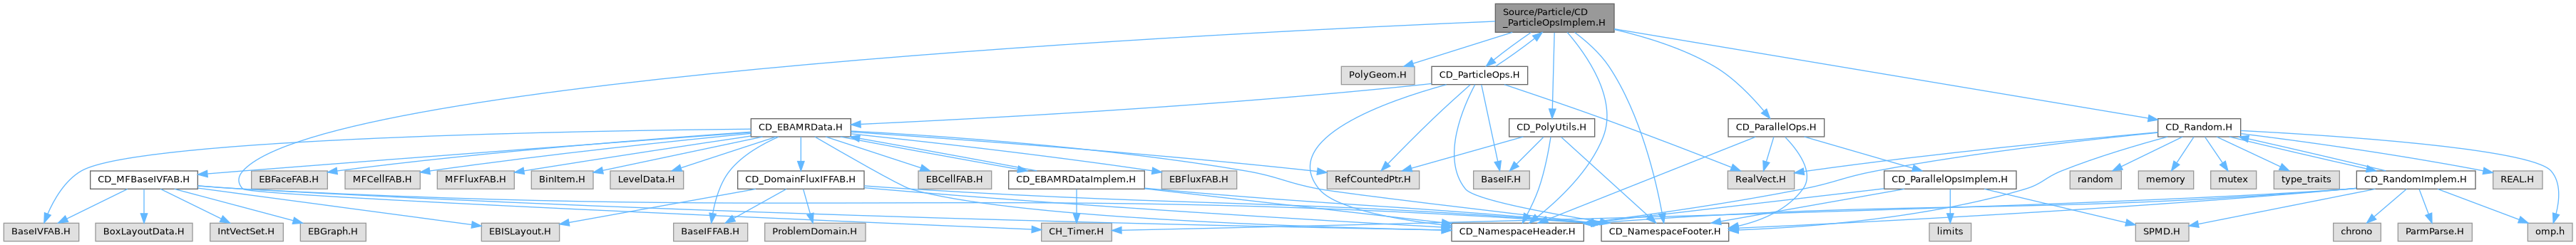 Source/Particle/CD
_ParticleOpsImplem.H
PolyGeom.H
CD_ParticleOps.H
CD_EBAMRData.H
CD_PolyUtils.H
CD_ParallelOps.H
CD_Random.H
CD_MFBaseIVFAB.H
EBFaceFAB.H
MFCellFAB.H
MFFluxFAB.H
BinItem.H
LevelData.H
CD_DomainFluxIFFAB.H
EBCellFAB.H
CD_EBAMRDataImplem.H
EBFluxFAB.H
RefCountedPtr.H
BaseIF.H
RealVect.H
CD_ParallelOpsImplem.H
random
memory
mutex
type_traits
CD_RandomImplem.H
REAL.H
BaseIVFAB.H
BoxLayoutData.H
IntVectSet.H
EBGraph.H
EBISLayout.H
BaseIFFAB.H
ProblemDomain.H
CH_Timer.H
CD_NamespaceHeader.H
CD_NamespaceFooter.H
limits
SPMD.H
chrono
ParmParse.H
omp.h